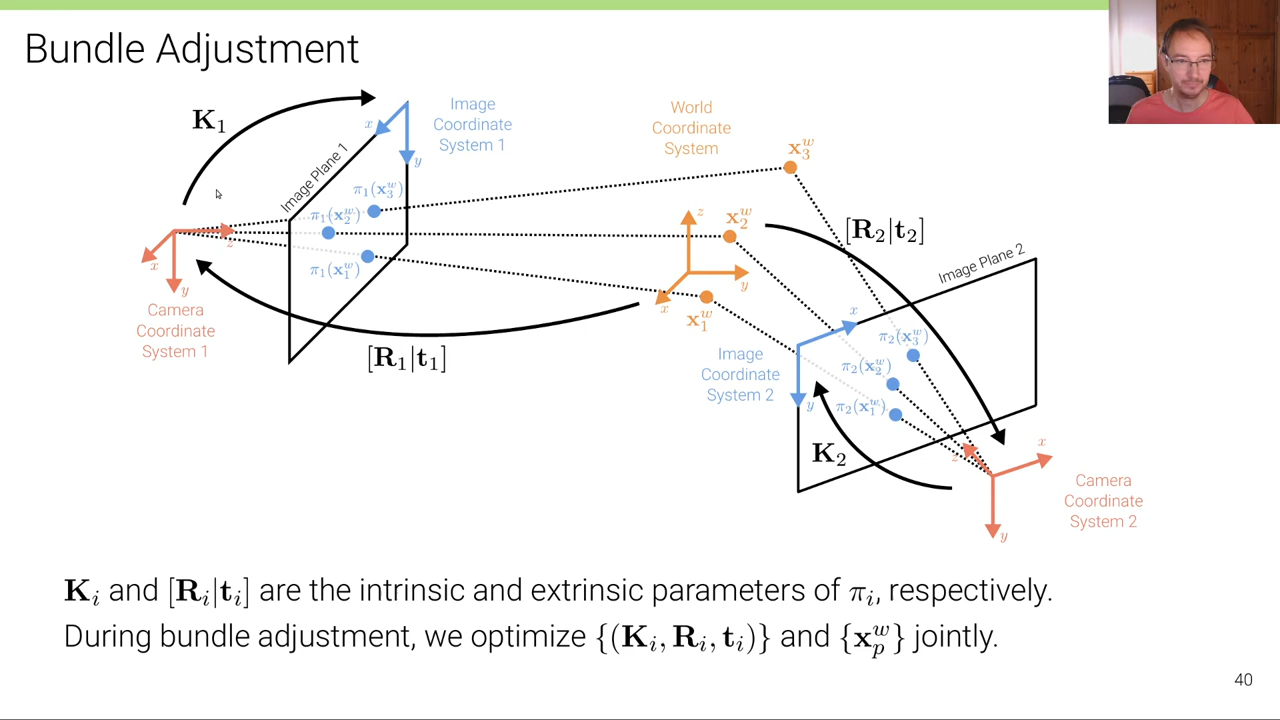 Bundle Adjustment
K₁
x
y
Image
Coordinate
System 1
Image Plane 1
π₁(x₃ʷ)
π₁(x₂ʷ)
π₁(x₁ʷ)
z
x
y
Camera
Coordinate
System 1
[R₁|t₁]
World
Coordinate
System
x₃ʷ
x₂ʷ
x₁ʷ
z
y
x
[R₂|t₂]
Image Plane 2
Image
Coordinate
System 2
x
y
π₂(x₃ʷ)
π₂(x₂ʷ)
π₂(x₁ʷ)
K₂
z
x
y
Camera
Coordinate
System 2
Kᵢ and [Rᵢ|tᵢ] are the intrinsic and extrinsic parameters of πᵢ, respectively.
During bundle adjustment, we optimize {(Kᵢ, Rᵢ, tᵢ)} and {xₚʷ} jointly.
40